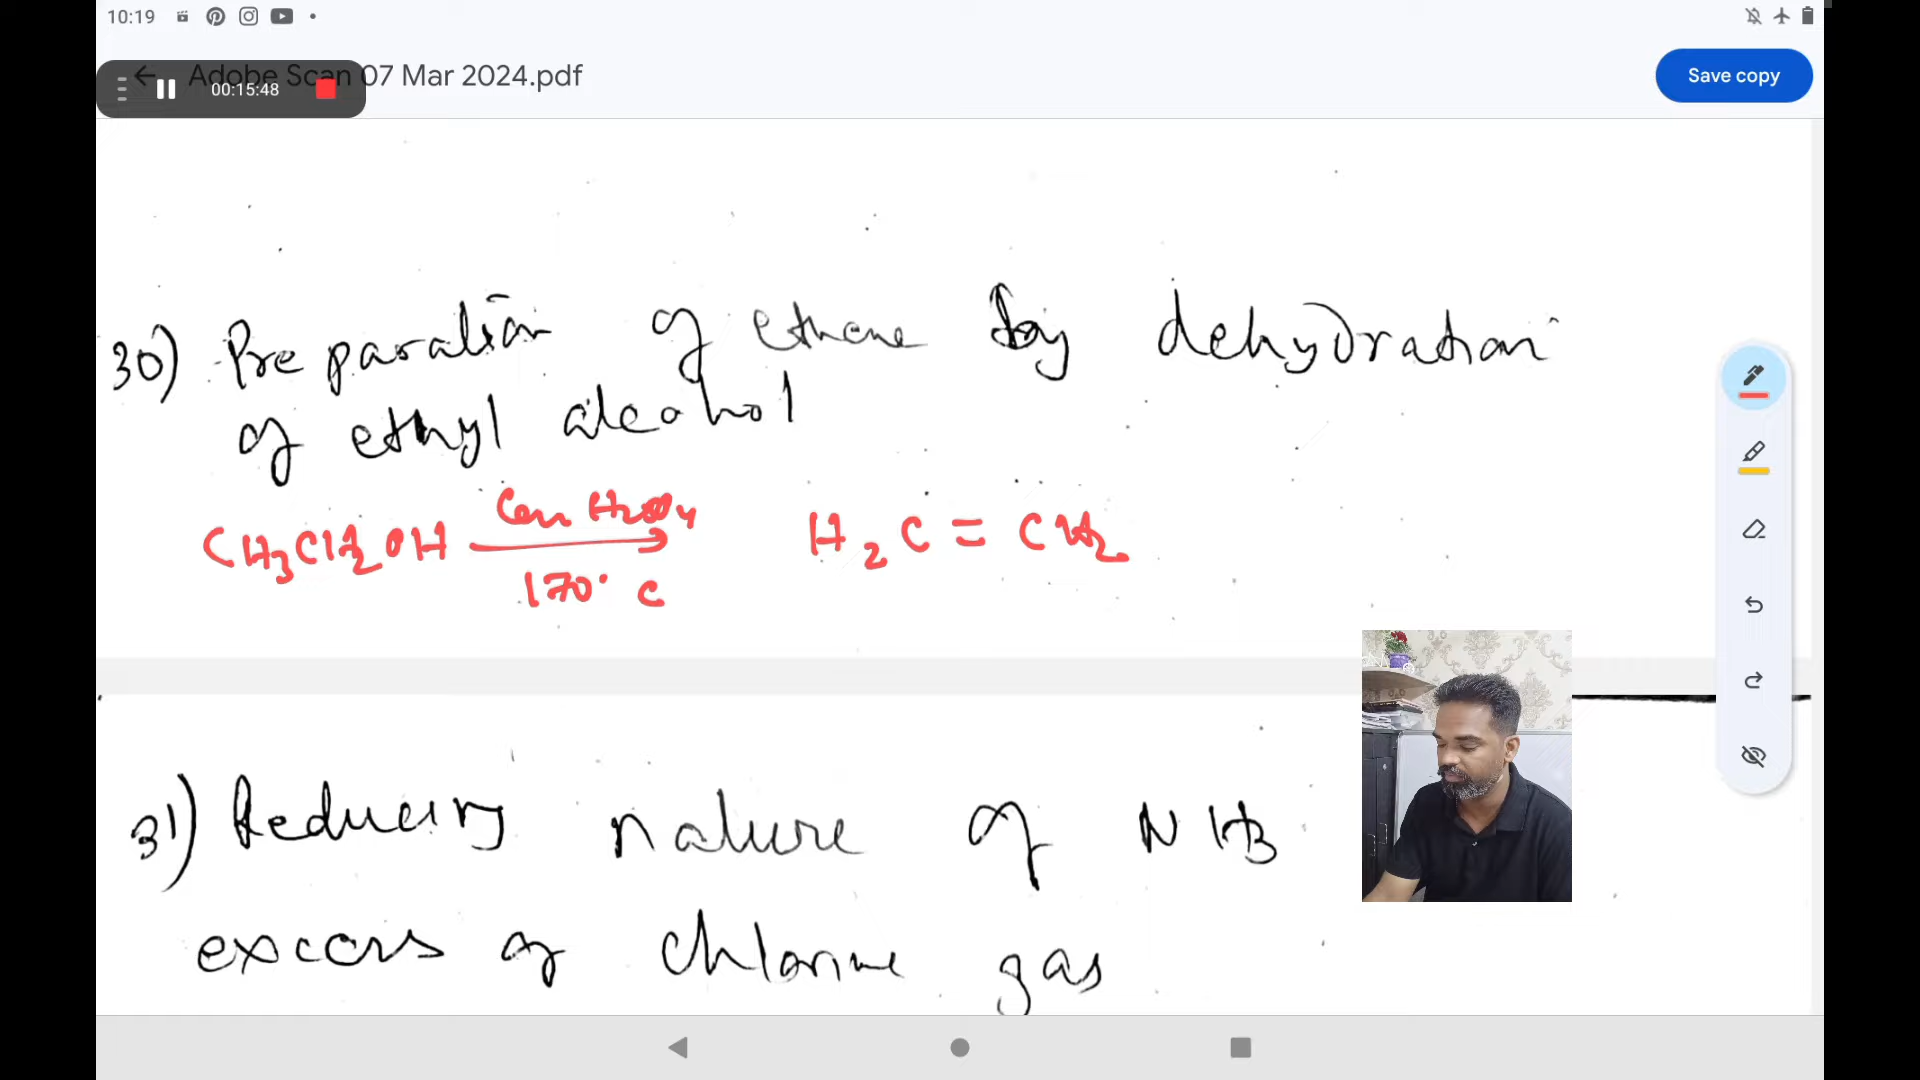 10:19
Adobe Scan 07 Mar 2024.pdf
00:15:48
Save copy
30) Preparation of ethene by dehydration
of ethyl alcohol
CH3CH2OH Con H2SO4 170° C H2C = CH2
31) Reducing nature of NH3
excess of chlorine gas